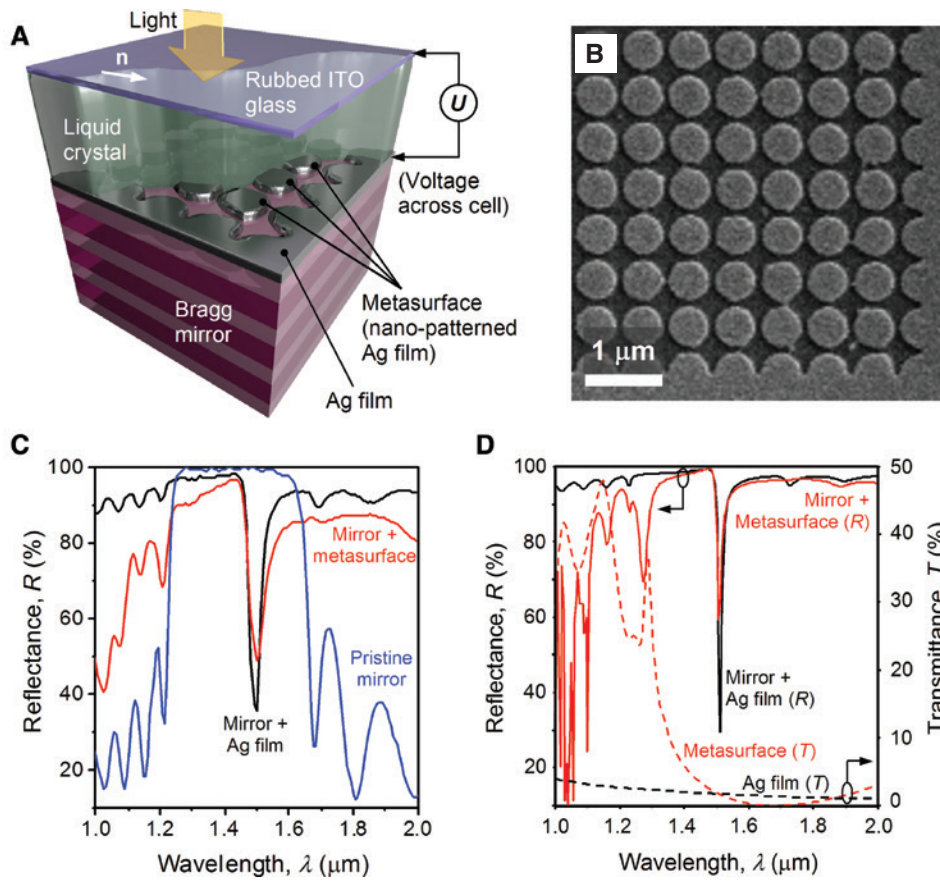 A
Light
n
Rubbed ITO
glass
U
Liquid
crystal
(Voltage
across cell)
Bragg
mirror
Metasurface
(nano-patterned
Ag film)
Ag film
B
1 μm
C
Reflectance, R (%)
100
80
60
40
20
Mirror +
metasurface
Pristine
mirror
Mirror +
Ag film
1.0 1.2 1.4 1.6 1.8 2.0
Wavelength, λ (μm)
D
Reflectance, R (%)
100
80
60
40
20
Mirror +
Metasurface (R)
Mirror +
Ag film (R)
Metasurface (T)
Ag film (T)
50
40
30
20
10
0
Transmittance, T (%)
1.0 1.2 1.4 1.6 1.8 2.0
Wavelength, λ (μm)